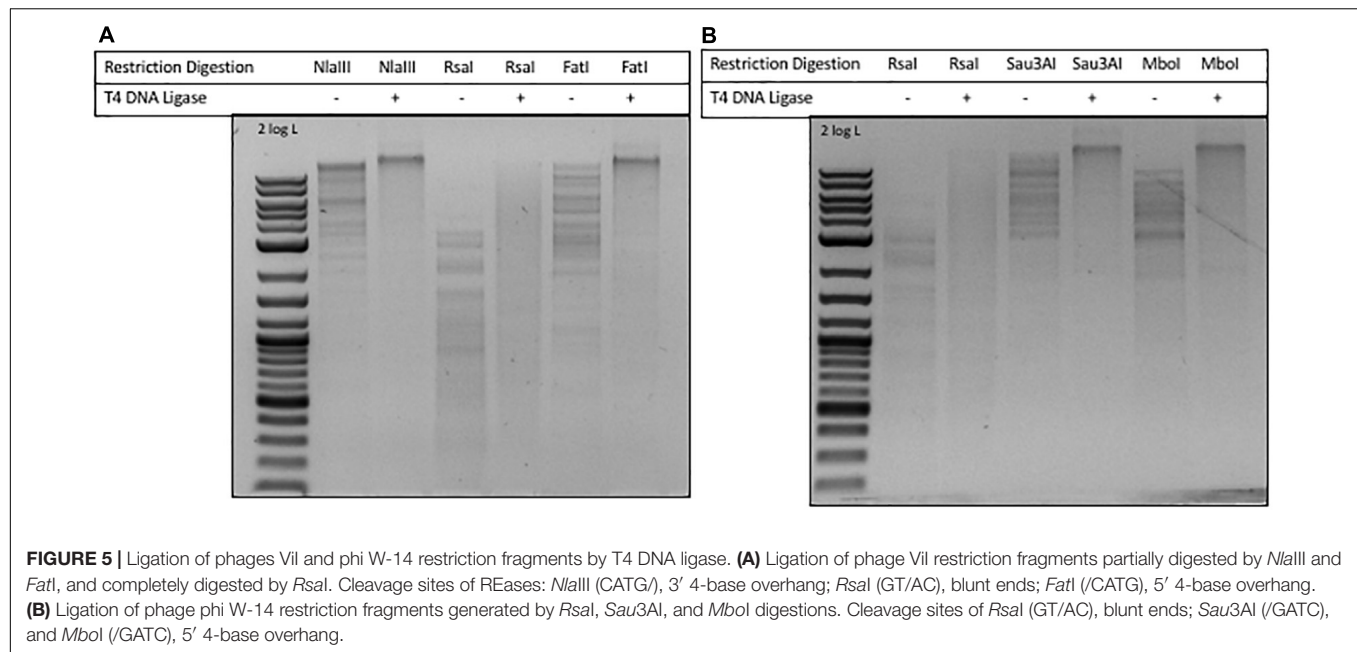 A
Restriction Digestion NlaIII NlaIII RsaI RsaI FatI FatI
T4 DNA Ligase - + - + - +
2 log L
B
Restriction Digestion RsaI RsaI Sau3AI Sau3AI MboI MboI
T4 DNA Ligase - + - + - +
2 log L
FIGURE 5 | Ligation of phages ViI and phi W-14 restriction fragments by T4 DNA ligase. (A) Ligation of phage ViI restriction fragments partially digested by NlaIII and
FatI, and completely digested by RsaI. Cleavage sites of REases: NlaIII (CATG/), 3′ 4-base overhang; RsaI (GT/AC), blunt ends; FatI (/CATG), 5′ 4-base overhang.
(B) Ligation of phage phi W-14 restriction fragments generated by RsaI, Sau3AI, and MboI digestions. Cleavage sites of RsaI (GT/AC), blunt ends; Sau3AI (/GATC),
and MboI (/GATC), 5′ 4-base overhang.